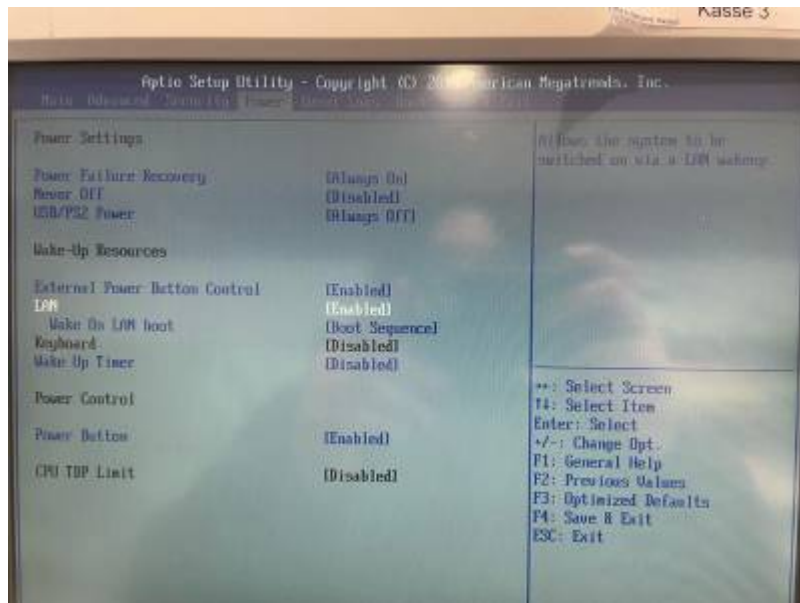 Kasse 3
Aptio Setup Utility - Copyright (C) American Megatrends, Inc.
Main Advanced Security Power
Power Settings
Allows the system to be
switched on via a LAN wakeup.
Power Failure Recovery [Always On]
Never Off [Disabled]
USB/PS2 Power [Always Off]
Wake-Up Resources
External Power Button Control [Enabled]
LAN [Enabled]
Wake On LAN boot [Boot Sequence]
Keyboard [Disabled]
Wake Up Timer [Disabled]
Power Control
Power Button [Enabled]
CPU TDP Limit [Disabled]
: Select Screen
↑↓: Select Item
Enter: Select
+/-: Change Opt.
F1: General Help
F2: Previous Values
F3: Optimized Defaults
F4: Save & Exit
ESC: Exit